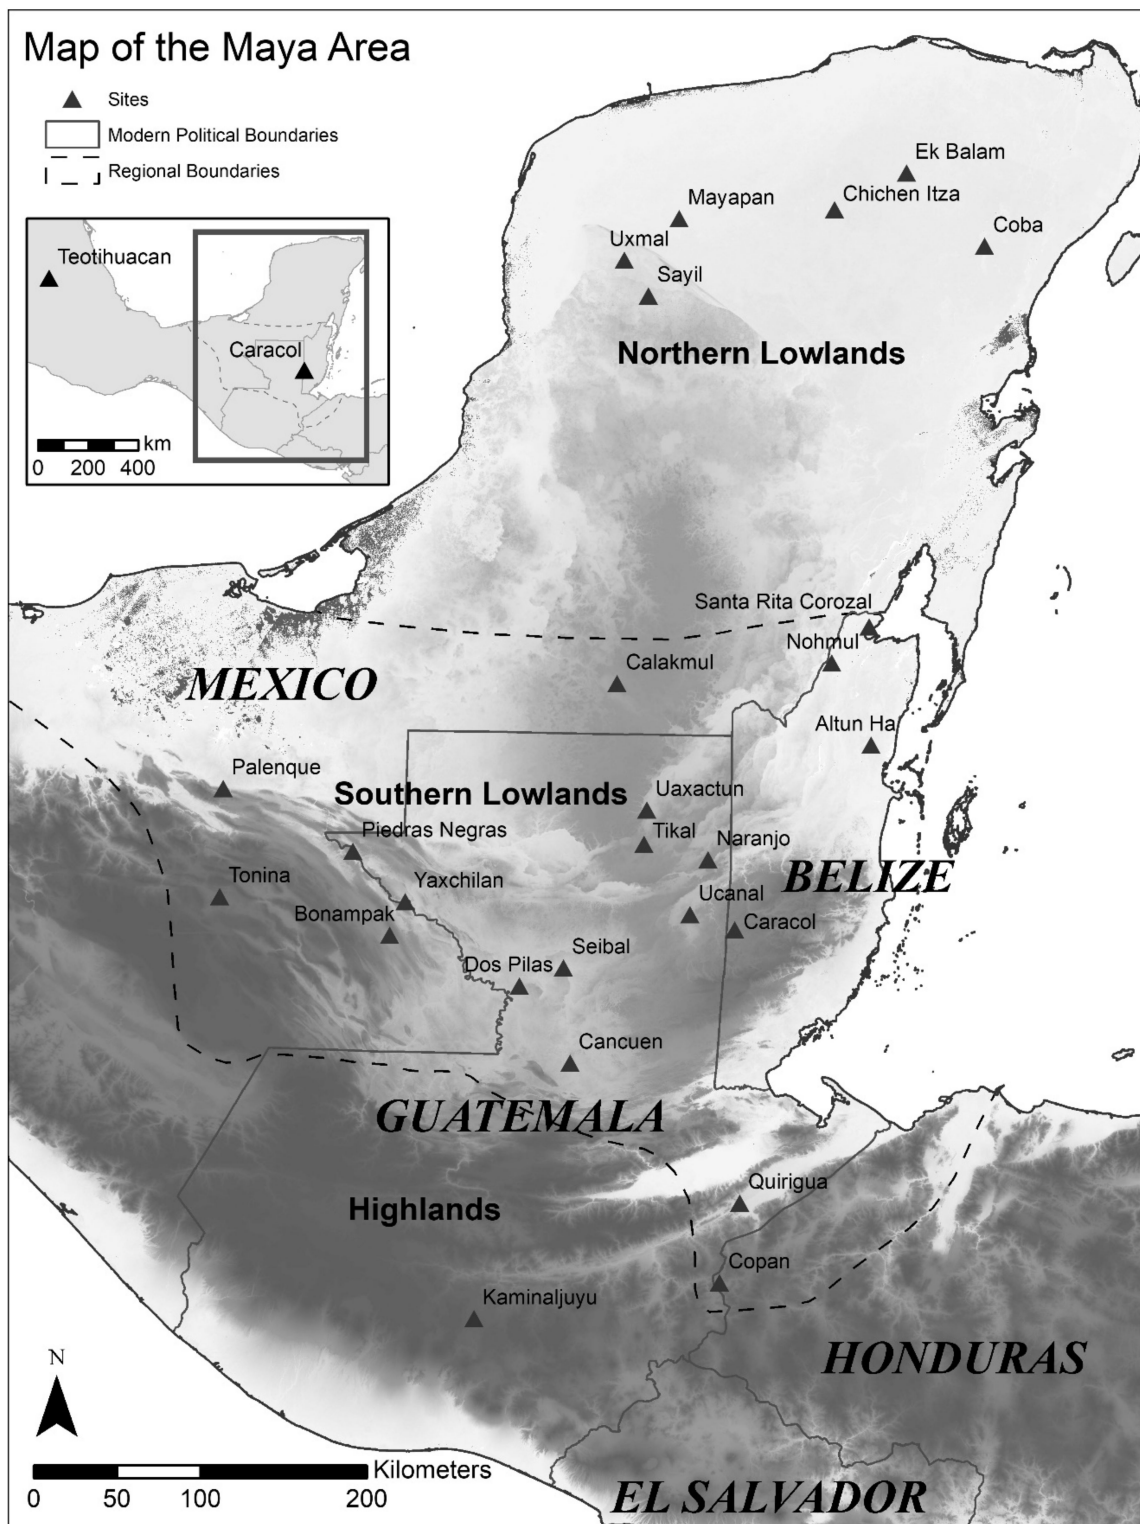 Map of the Maya Area
Sites
Modern Political Boundaries
Regional Boundaries
Teotihuacan
Caracol
km
0 200 400
Ek Balam
Mayapan
Chichen Itza
Uxmal
Coba
Sayil
Northern Lowlands
Santa Rita Corozal
Nohmul
Calakmul
MEXICO
Altun Ha
Palenque
Southern Lowlands
Uaxactun
Piedras Negras
Tikal
Naranjo
Tonina
Yaxchilan
BELIZE
Ucanal
Bonampak
Caracol
Seibal
Dos Pilas
Cancuen
GUATEMALA
Quirigua
Highlands
Copan
Kaminaljuyu
HONDURAS
N
Kilometers
0 50 100 200
EL SALVADOR